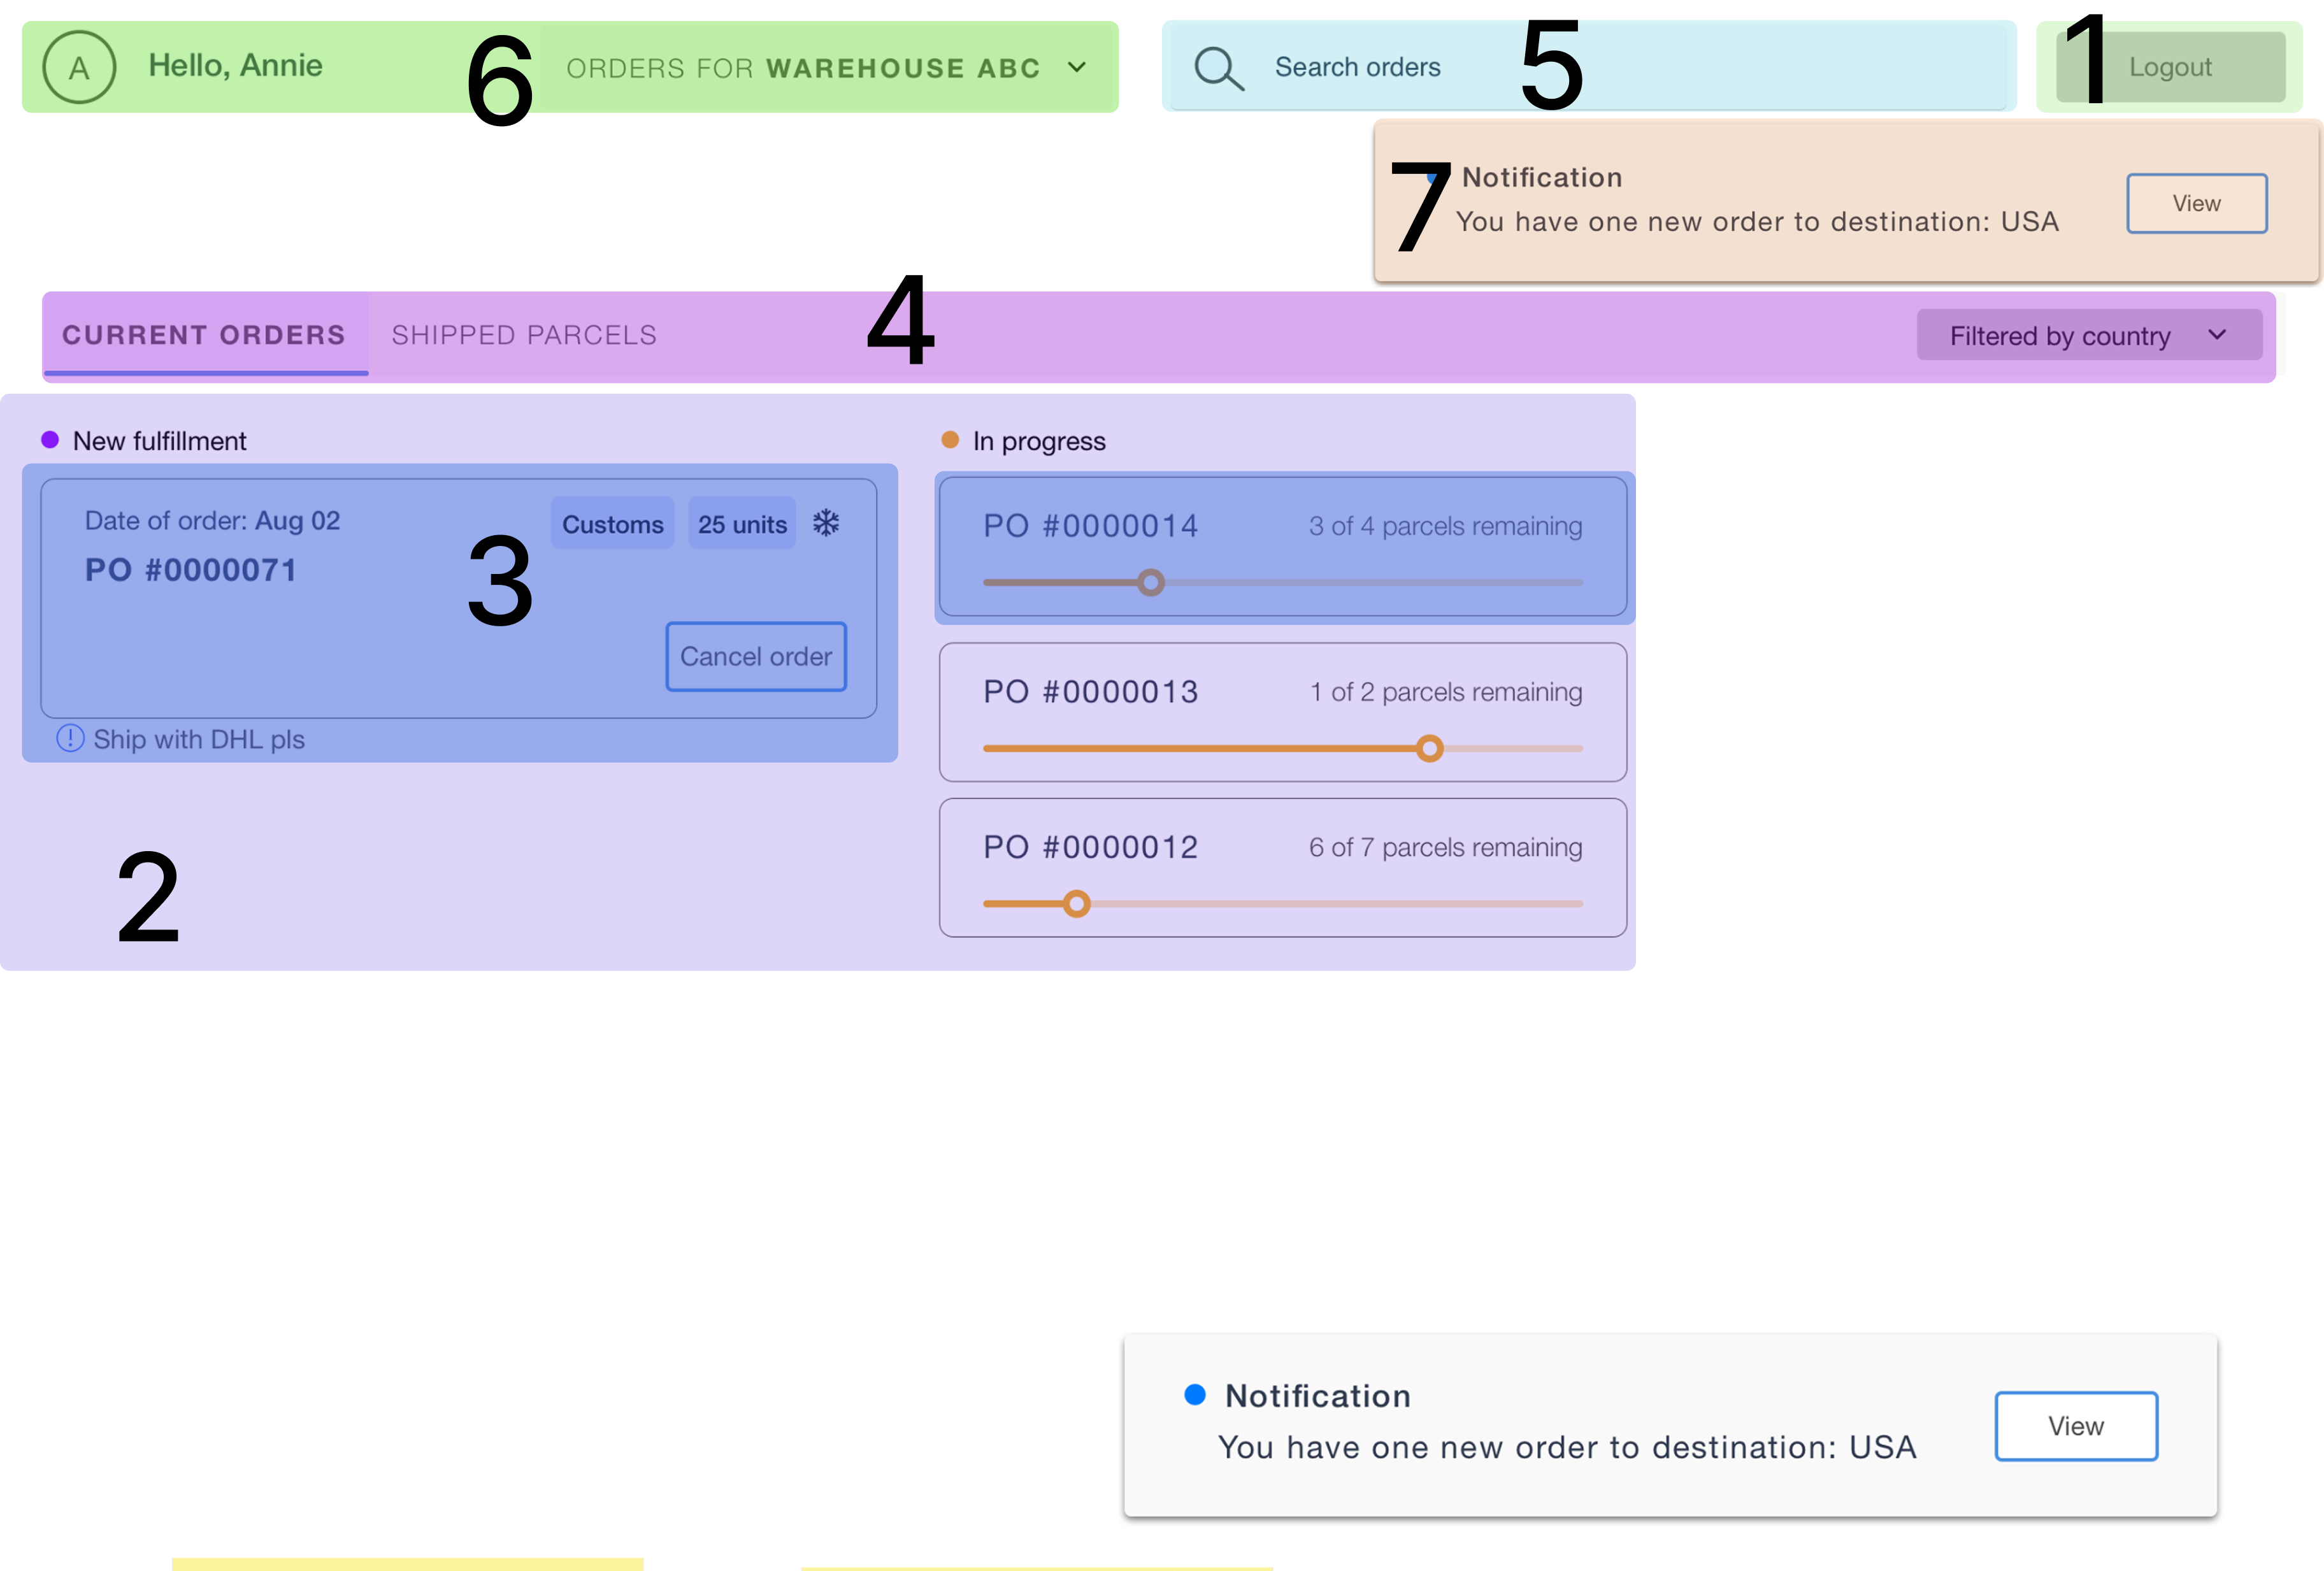 A Hello, Annie 6 ORDERS FOR WAREHOUSE ABC
Search orders 5
1 Logout
7 Notification
You have one new order to destination: USA
View
CURRENT ORDERS SHIPPED PARCELS 4 Filtered by country
New fulfillment
Date of order: Aug 02 Customs 25 units
PO #0000071
3
Cancel order
Ship with DHL pls
2
In progress
PO #0000014 3 of 4 parcels remaining
PO #0000013 1 of 2 parcels remaining
PO #0000012 6 of 7 parcels remaining
Notification
You have one new order to destination: USA
View